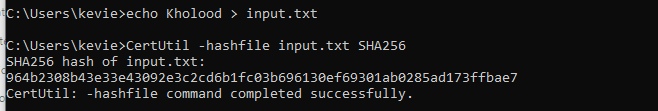 C:\Users\kevie>echo Kholood > input.txt
C:\Users\kevie>CertUtil -hashfile input.txt SHA256
SHA256 hash of input.txt:
964b2308b43e33e43092e3c2cd6b1fc03b696130ef69301ab0285ad173ffbae7
CertUtil: -hashfile command completed successfully.